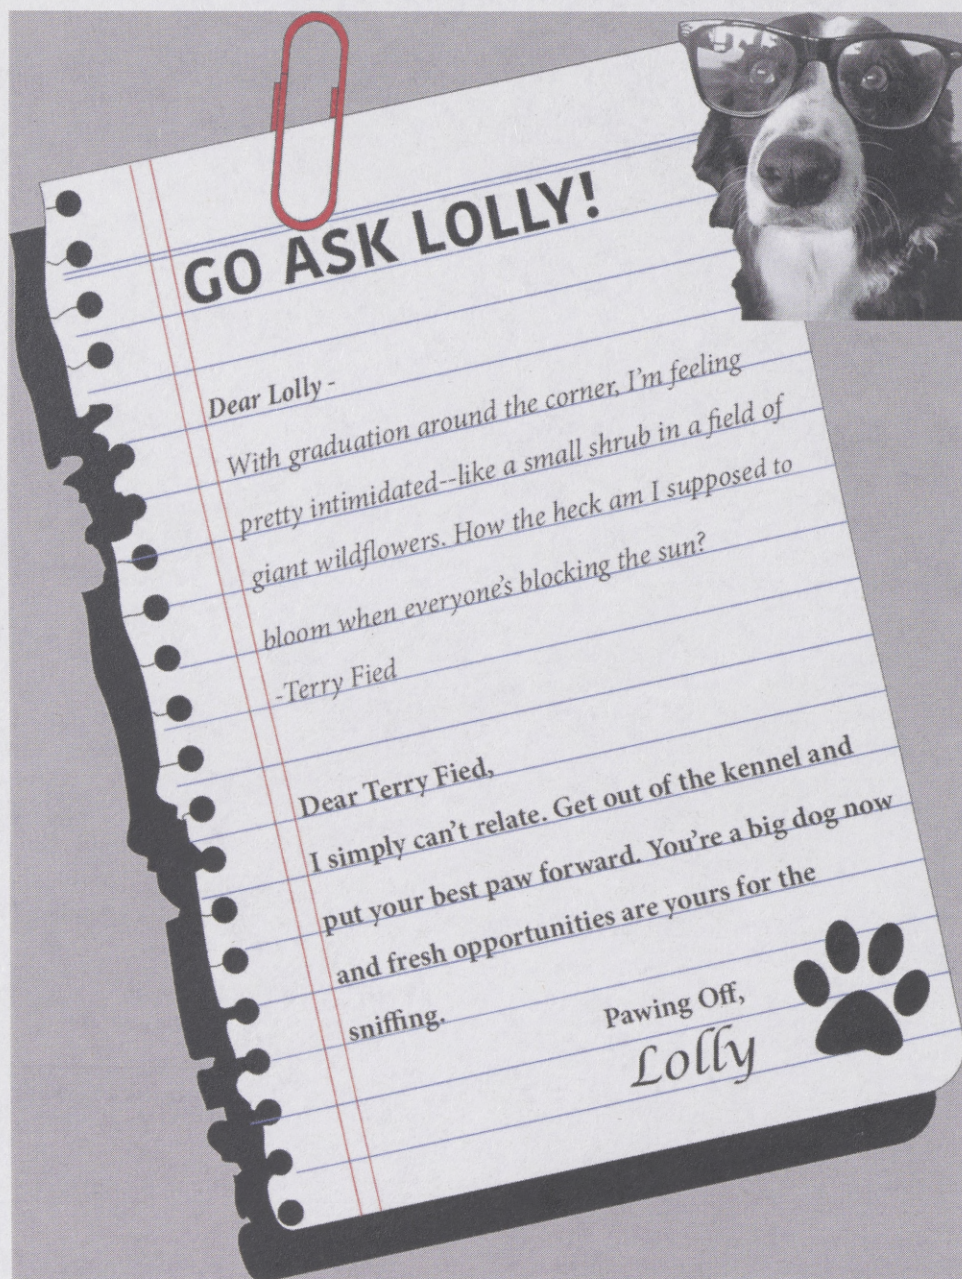 GO ASK LOLLY!
Dear Lolly -
With graduation around the corner, I'm feeling
pretty intimidated--like a small shrub in a field of
giant wildflowers. How the heck am I supposed to
bloom when everyone's blocking the sun?
-Terry Fied
Dear Terry Fied,
I simply can't relate. Get out of the kennel and
put your best paw forward. You're a big dog now
and fresh opportunities are yours for the
sniffing.
Pawing Off,
Lolly